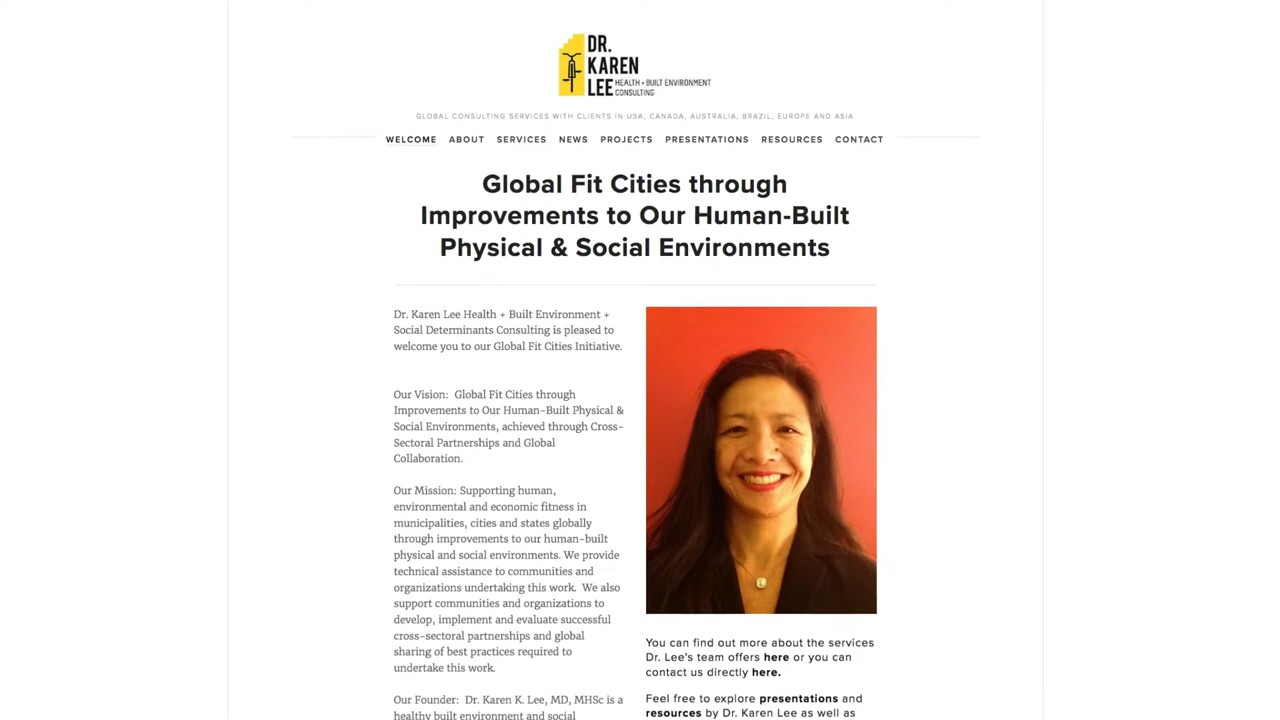 DR.
KAREN
LEE HEALTH + BUILT ENVIRONMENT
CONSULTING
GLOBAL CONSULTING SERVICES WITH CLIENTS IN USA, CANADA, AUSTRALIA, BRAZIL, EUROPE AND ASIA
WELCOME ABOUT SERVICES NEWS PROJECTS PRESENTATIONS RESOURCES CONTACT
Global Fit Cities through
Improvements to Our Human-Built
Physical & Social Environments
Dr. Karen Lee Health + Built Environment +
Social Determinants Consulting is pleased to
welcome you to our Global Fit Cities Initiative.
Our Vision: Global Fit Cities through
Improvements to Our Human-Built Physical &
Social Environments, achieved through Cross-
Sectoral Partnerships and Global
Collaboration.
Our Mission: Supporting human,
environmental and economic fitness in
municipalities, cities and states globally
through improvements to our human-built
physical and social environments. We provide
technical assistance to communities and
organizations undertaking this work. We also
support communities and organizations to
develop, implement and evaluate successful
cross-sectoral partnerships and global
sharing of best practices required to
undertake this work.
Our Founder: Dr. Karen K. Lee, MD, MHSc is a
healthy built environment and social
You can find out more about the services
Dr. Lee's team offers here or you can
contact us directly here.
Feel free to explore presentations and
resources by Dr. Karen Lee as well as